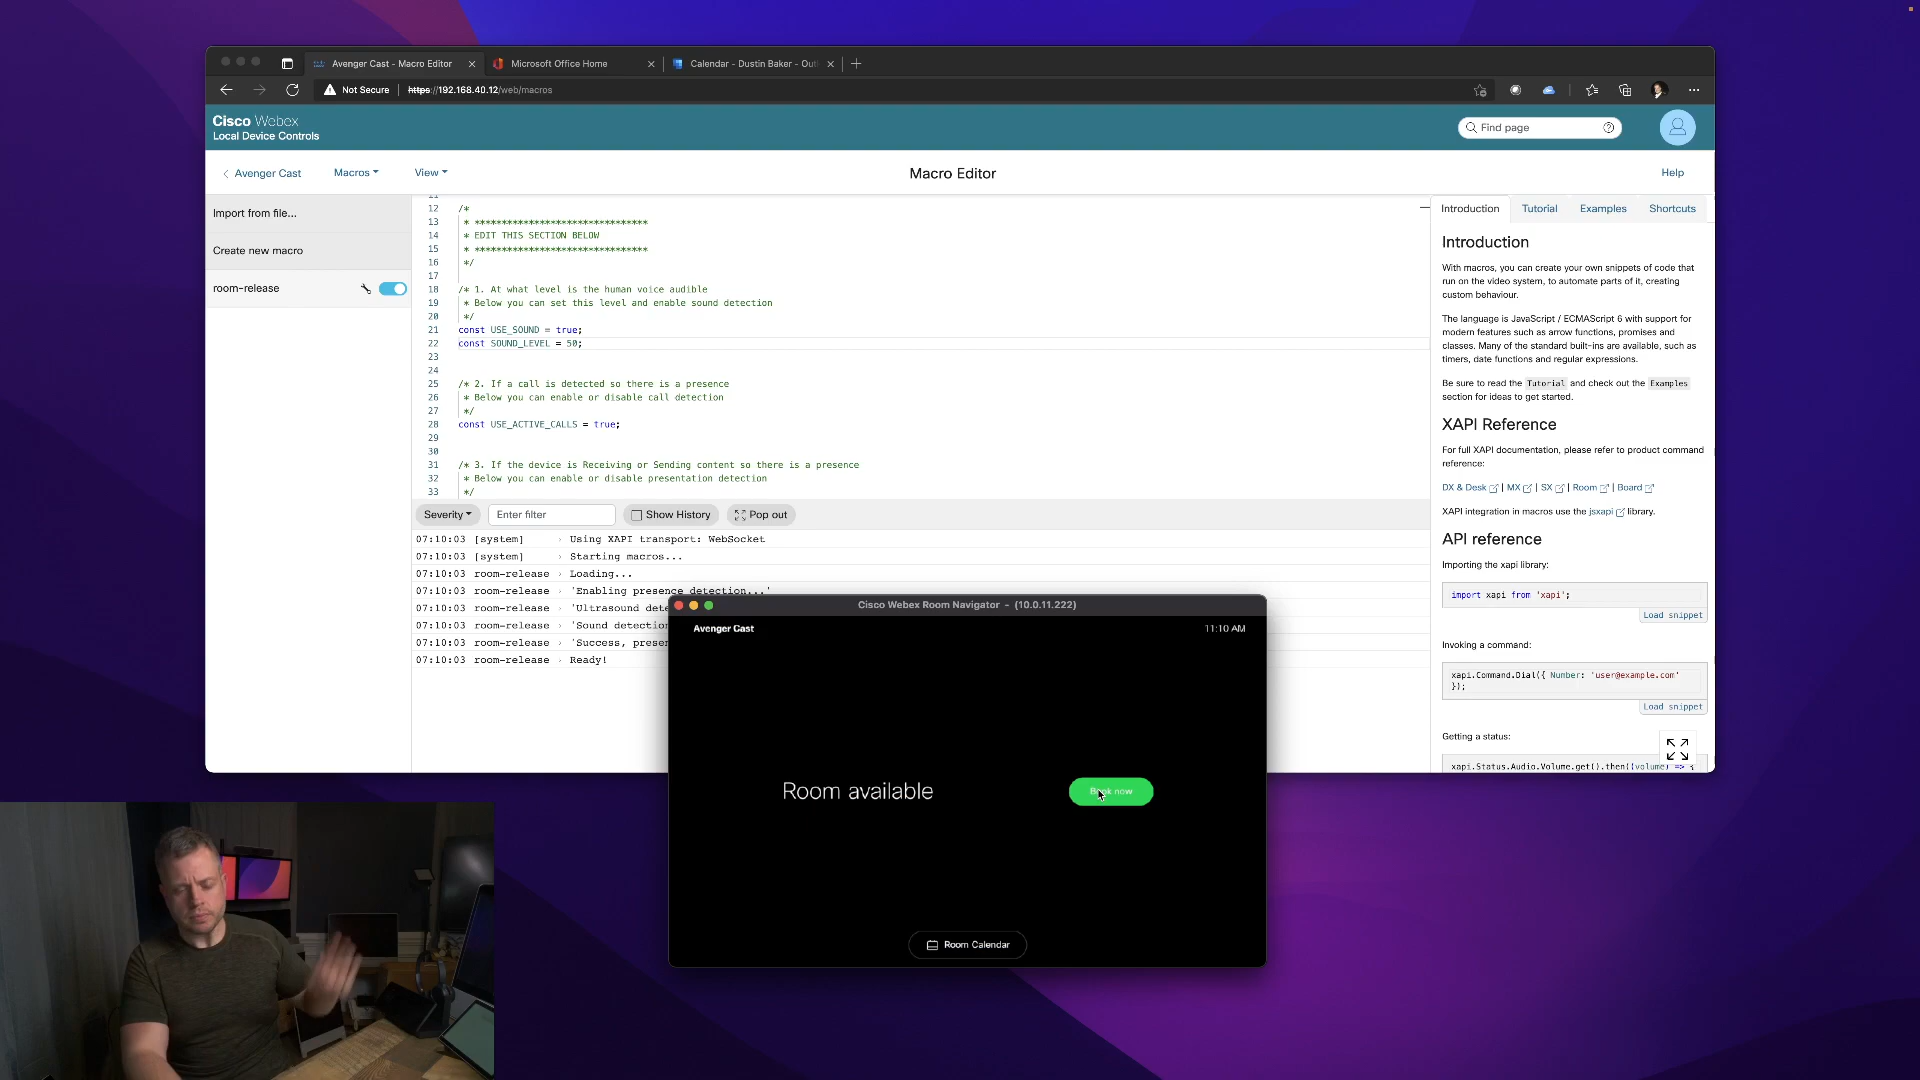 Avenger Cast - Macro Editor
Microsoft Office Home
Calendar - Dustin Baker - Out
Not Secure
https://192.168.40.12/web/macros
Cisco Webex
Local Device Controls
Find page
Avenger Cast
Macros
View
Macro Editor
Help
Import from file...
Create new macro
room-release
11
12 /*
13 * ********************************
14 * EDIT THIS SECTION BELOW
15 * ********************************
16 */
17
18 /* 1. At what level is the human voice audible
19 * Below you can set this level and enable sound detection
20 */
21 const USE_SOUND = true;
22 const SOUND_LEVEL = 50;
23
24
25 /* 2. If a call is detected so there is a presence
26 * Below you can enable or disable call detection
27 */
28 const USE_ACTIVE_CALLS = true;
29
30
31 /* 3. If the device is Receiving or Sending content so there is a presence
32 * Below you can enable or disable presentation detection
33 */
Severity
Enter filter
Show History
Pop out
07:10:03 [system] › Using XAPI transport: WebSocket
07:10:03 [system] › Starting macros...
07:10:03 room-release › Loading...
07:10:03 room-release › 'Enabling presence detection...'
07:10:03 room-release › 'Ultrasound dete
07:10:03 room-release › 'Sound detection
07:10:03 room-release › 'Success, presen
07:10:03 room-release › Ready!
Introduction
Tutorial
Examples
Shortcuts
Introduction
With macros, you can create your own snippets of code that
run on the video system, to automate parts of it, creating
custom behaviour.
The language is JavaScript / ECMAScript 6 with support for
modern features such as arrow functions, promises and
classes. Many of the standard built-ins are available, such as
timers, date functions and regular expressions.
Be sure to read the Tutorial and check out the Examples
section for ideas to get started.
XAPI Reference
For full XAPI documentation, please refer to product command
reference:
DX & Desk | MX | SX | Room | Board
XAPI integration in macros use the jsxapi library.
API reference
Importing the xapi library:
import xapi from 'xapi';
Load snippet
Invoking a command:
xapi.Command.Dial({ Number: 'user@example.com'
});
Load snippet
Getting a status:
xapi.Status.Audio.Volume.get().then((volume) => {
Cisco Webex Room Navigator - (10.0.11.222)
Avenger Cast
11:10 AM
Room available
Book now
Room Calendar